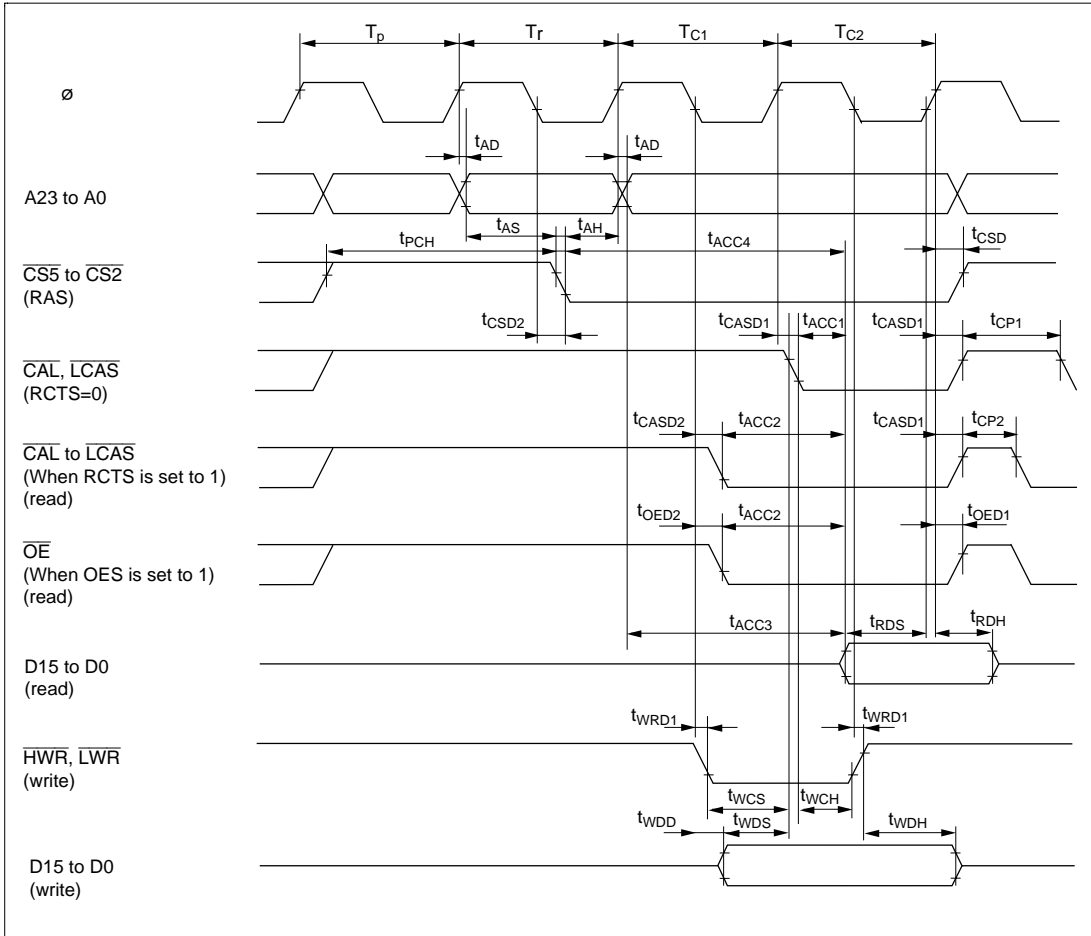 Tp Tr TC1 TC2
ø
tAD tAD
A23 to A0
tAS tAH
tPCH tACC4 tCSD
CS5 to CS2
(RAS)
tCSD2 tCASD1 tACC1 tCASD1 tCP1
CAL, LCAS
(RCTS=0)
tCASD2 tACC2 tCASD1 tCP2
CAL to LCAS
(When RCTS is set to 1)
(read)
tOED2 tACC2 tOED1
OE
(When OES is set to 1)
(read)
tACC3 tRDS tRDH
D15 to D0
(read)
tWRD1 tWRD1
HWR, LWR
(write)
tWCS tWCH
tWDD tWDS tWDH
D15 to D0
(write)